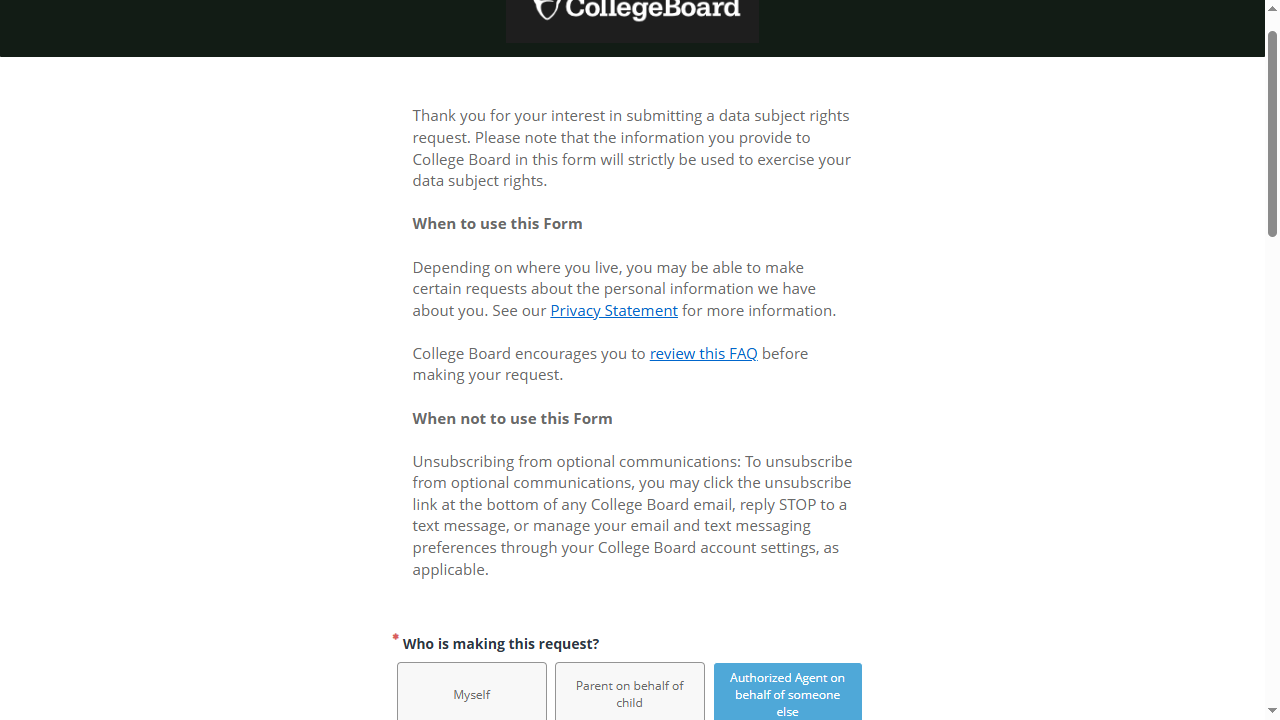 CollegeBoard
Thank you for your interest in submitting a data subject rights
request. Please note that the information you provide to
College Board in this form will strictly be used to exercise your
data subject rights.
When to use this Form
Depending on where you live, you may be able to make
certain requests about the personal information we have
about you. See our Privacy Statement for more information.
College Board encourages you to review this FAQ before
making your request.
When not to use this Form
Unsubscribing from optional communications: To unsubscribe
from optional communications, you may click the unsubscribe
link at the bottom of any College Board email, reply STOP to a
text message, or manage your email and text messaging
preferences through your College Board account settings, as
applicable.
* Who is making this request?
Myself
Parent on behalf of
child
Authorized Agent on
behalf of someone
else